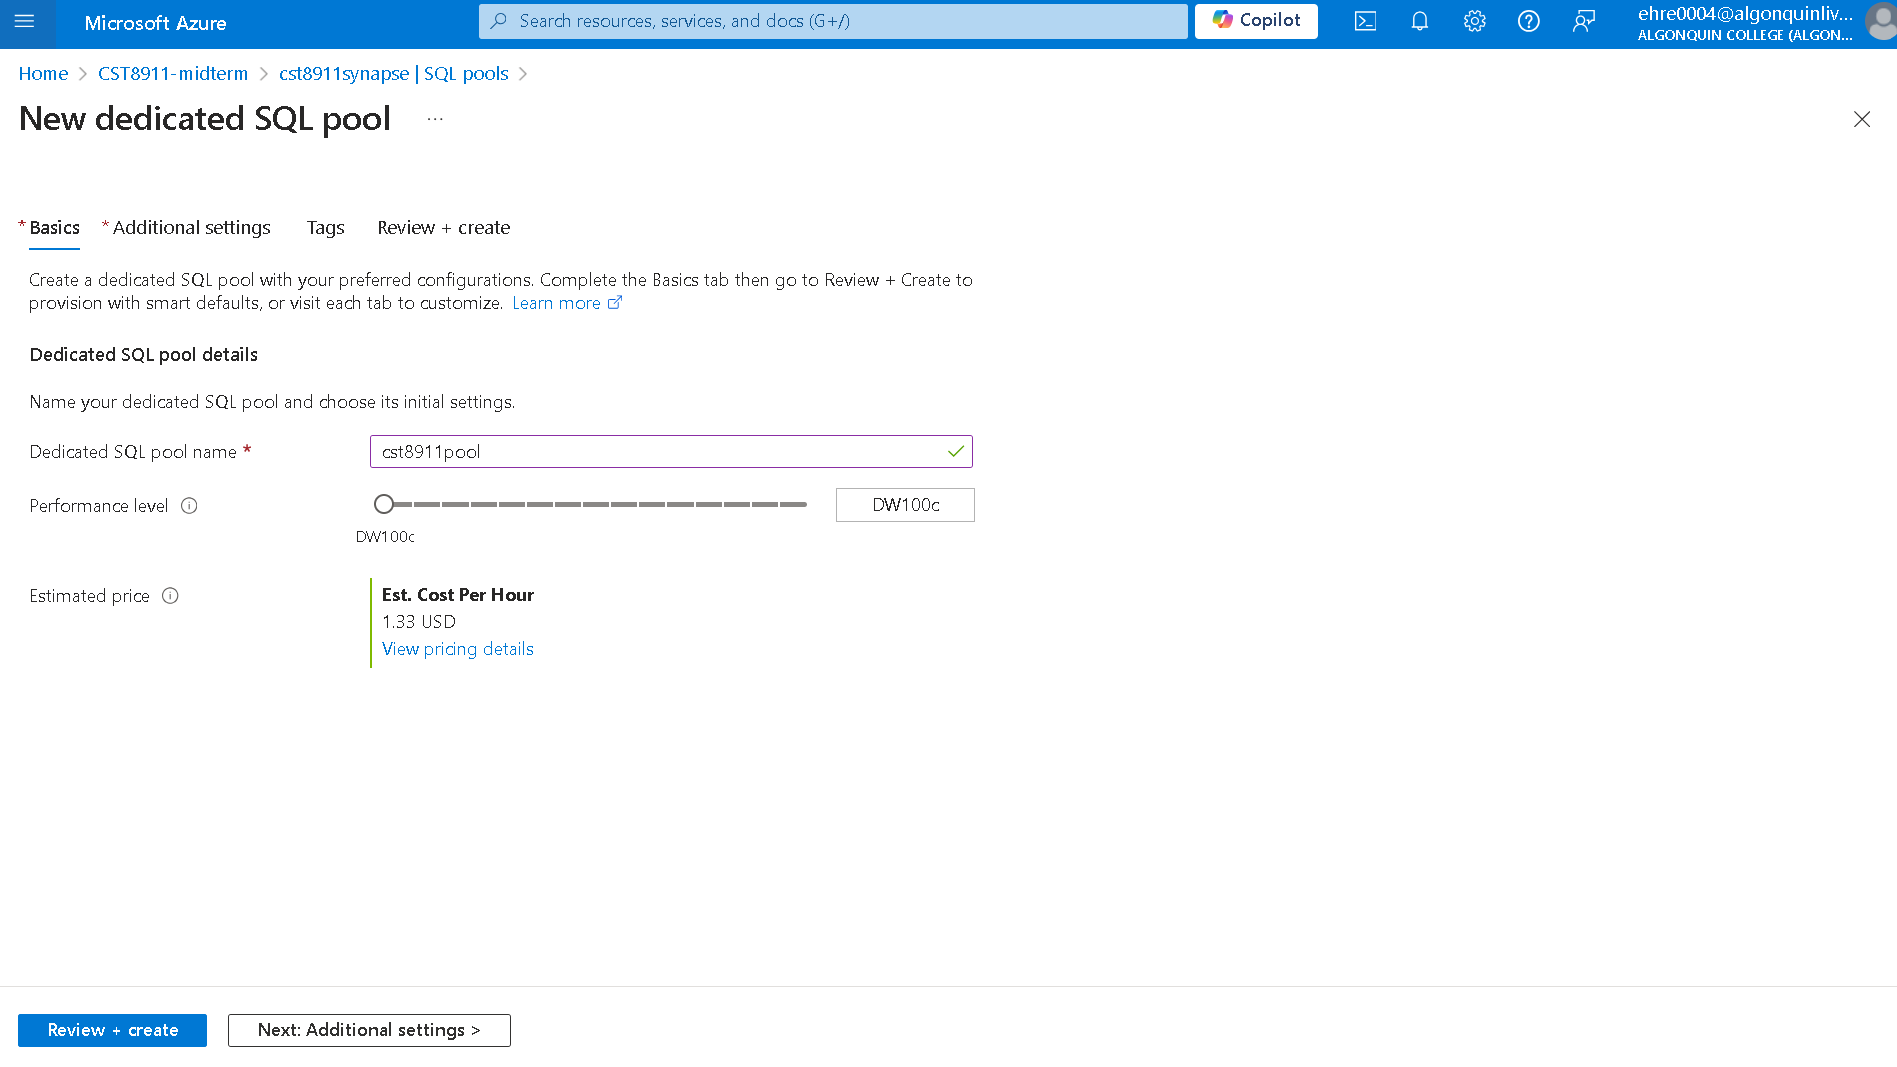 Microsoft Azure
Search resources, services, and docs (G+/)
Copilot
ehre0004@algonquinliv...
ALGONQUIN COLLEGE (ALGON...
Home > CST8911-midterm > cst8911synapse | SQL pools >
New dedicated SQL pool ...
* Basics * Additional settings Tags Review + create
Create a dedicated SQL pool with your preferred configurations. Complete the Basics tab then go to Review + Create to
provision with smart defaults, or visit each tab to customize. Learn more
Dedicated SQL pool details
Name your dedicated SQL pool and choose its initial settings.
Dedicated SQL pool name * cst8911pool
Performance level DW100c
DW100c
Estimated price Est. Cost Per Hour
1.33 USD
View pricing details
Review + create Next: Additional settings >